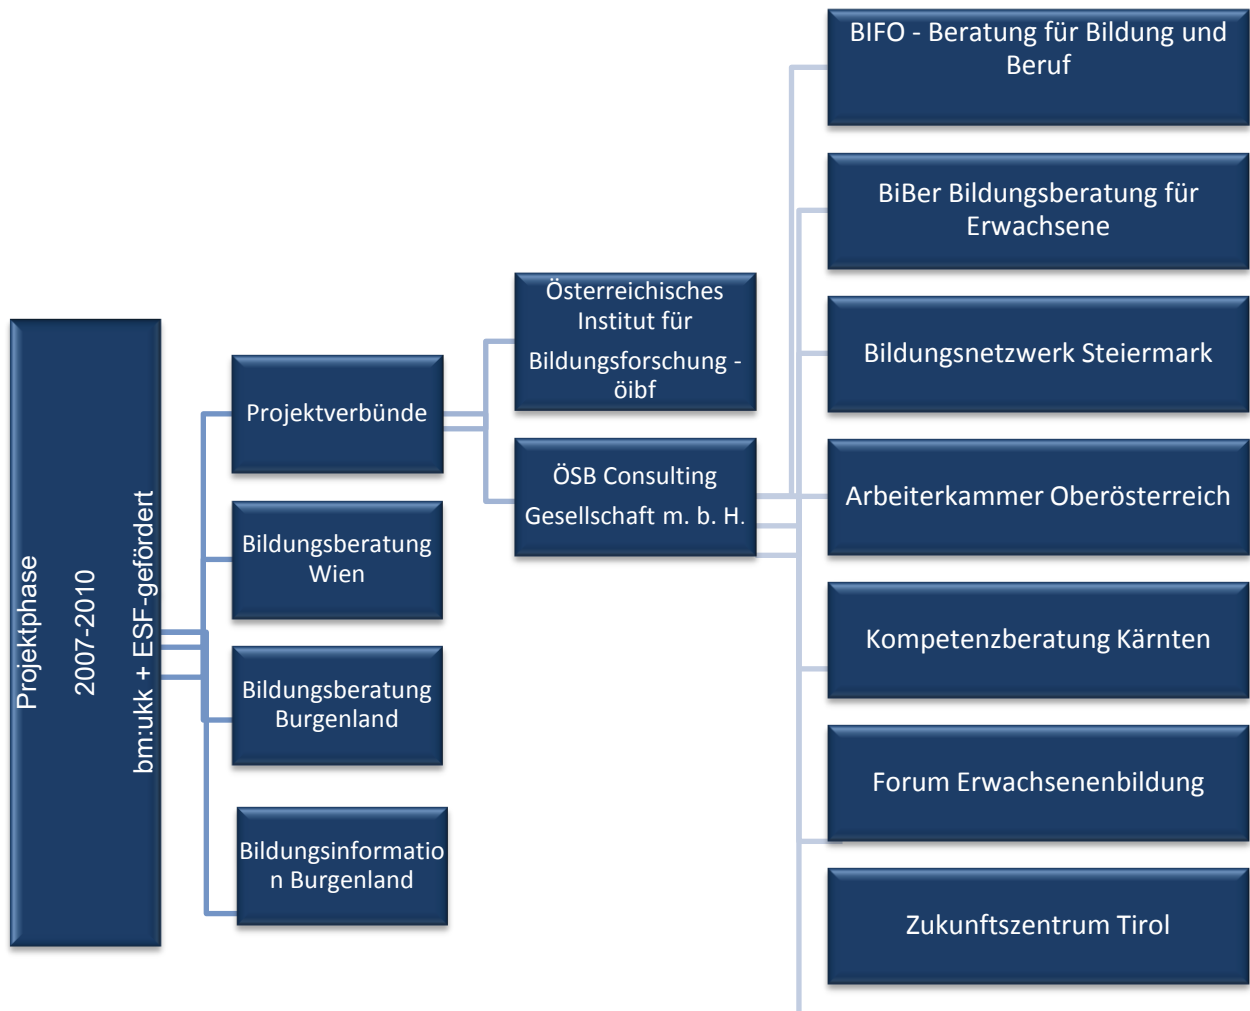 Projektphase
2007-2010
bm:ukk + ESF-gefördert
Projektverbünde
Bildungsberatung
Wien
Bildungsberatung
Burgenland
Bildungsinformatio
n Burgenland
Österreichisches
Institut für
Bildungsforschung -
öibf
ÖSB Consulting
Gesellschaft m. b. H.
BIFO - Beratung für Bildung und
Beruf
BiBer Bildungsberatung für
Erwachsene
Bildungsnetzwerk Steiermark
Arbeiterkammer Oberösterreich
Kompetenzberatung Kärnten
Forum Erwachsenenbildung
Zukunftszentrum Tirol